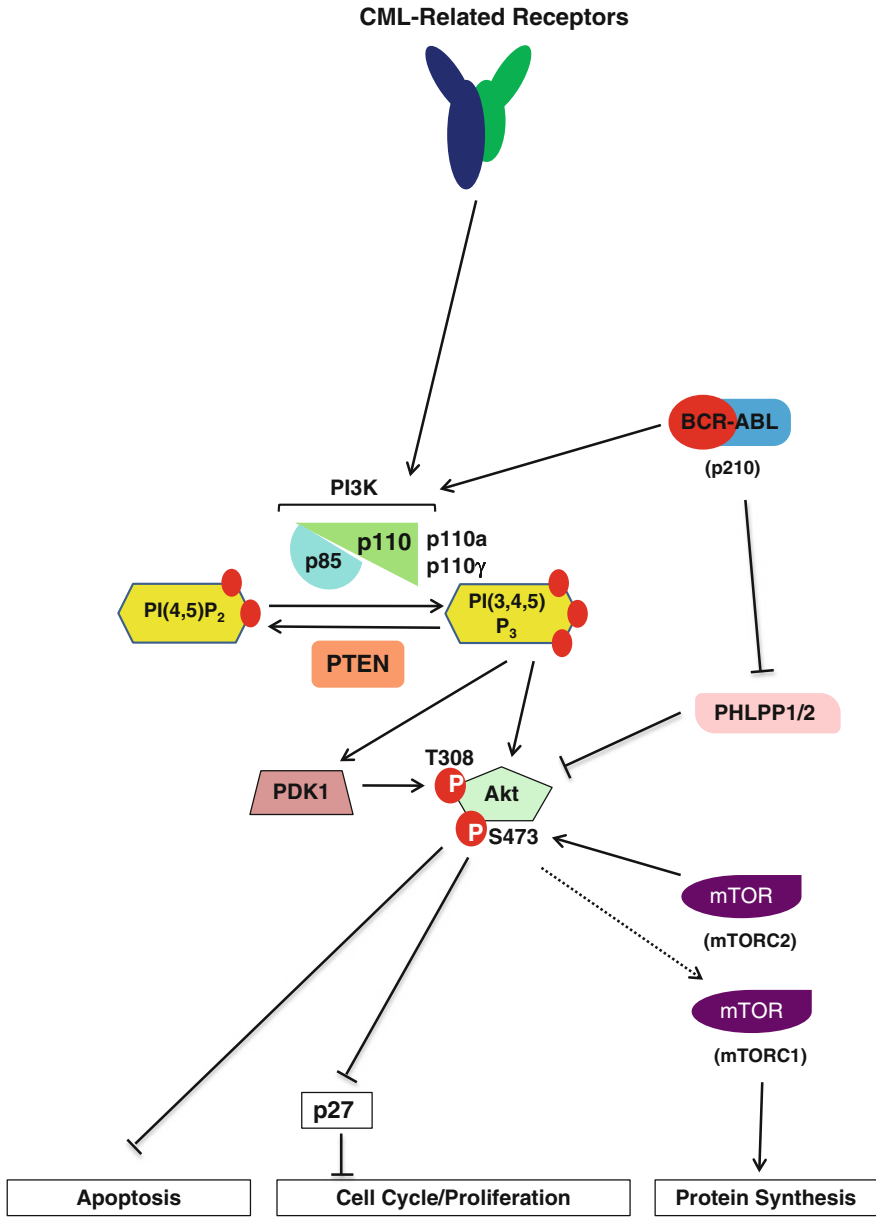 CML-Related Receptors
BCR-ABL
(p210)
PI3K
p110
p85
p110a
p110γ
PI(4,5)P2
PI(3,4,5)
P3
PTEN
PHLPP1/2
T308
P
PDK1
Akt
P
S473
mTOR
(mTORC2)
mTOR
(mTORC1)
p27
Apoptosis
Cell Cycle/Proliferation
Protein Synthesis